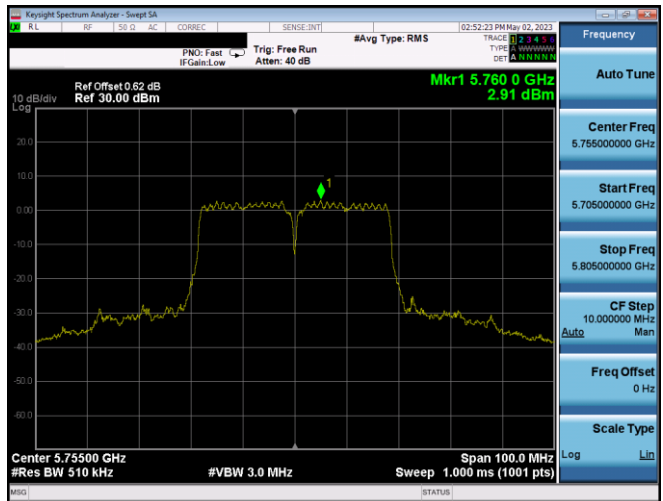 Keysight Spectrum Analyzer - Swept SA
RL RF 50 Ω AC CORREC SENSE:INT 02:52:23 PM May 02, 2023
Frequency
#Avg Type: RMS
TRACE 1 2 3 4 5 6
PNO: Fast Trig: Free Run
TYPE A WWWWW
IFGain:Low Atten: 40 dB
DET A N N N N N
Auto Tune
Mkr1 5.760 0 GHz
Ref Offset 0.62 dB
2.91 dBm
10 dB/div Ref 30.00 dBm
Log
Center Freq
5.755000000 GHz
20.0
10.0
1
Start Freq
5.705000000 GHz
0.00
-10.0
Stop Freq
5.805000000 GHz
-20.0
-30.0
CF Step
10.000000 MHz
Auto Man
-40.0
-50.0
Freq Offset
0 Hz
-60.0
Scale Type
Log Lin
Center 5.75500 GHz Span 100.0 MHz
#Res BW 510 kHz #VBW 3.0 MHz Sweep 1.000 ms (1001 pts)
MSG STATUS